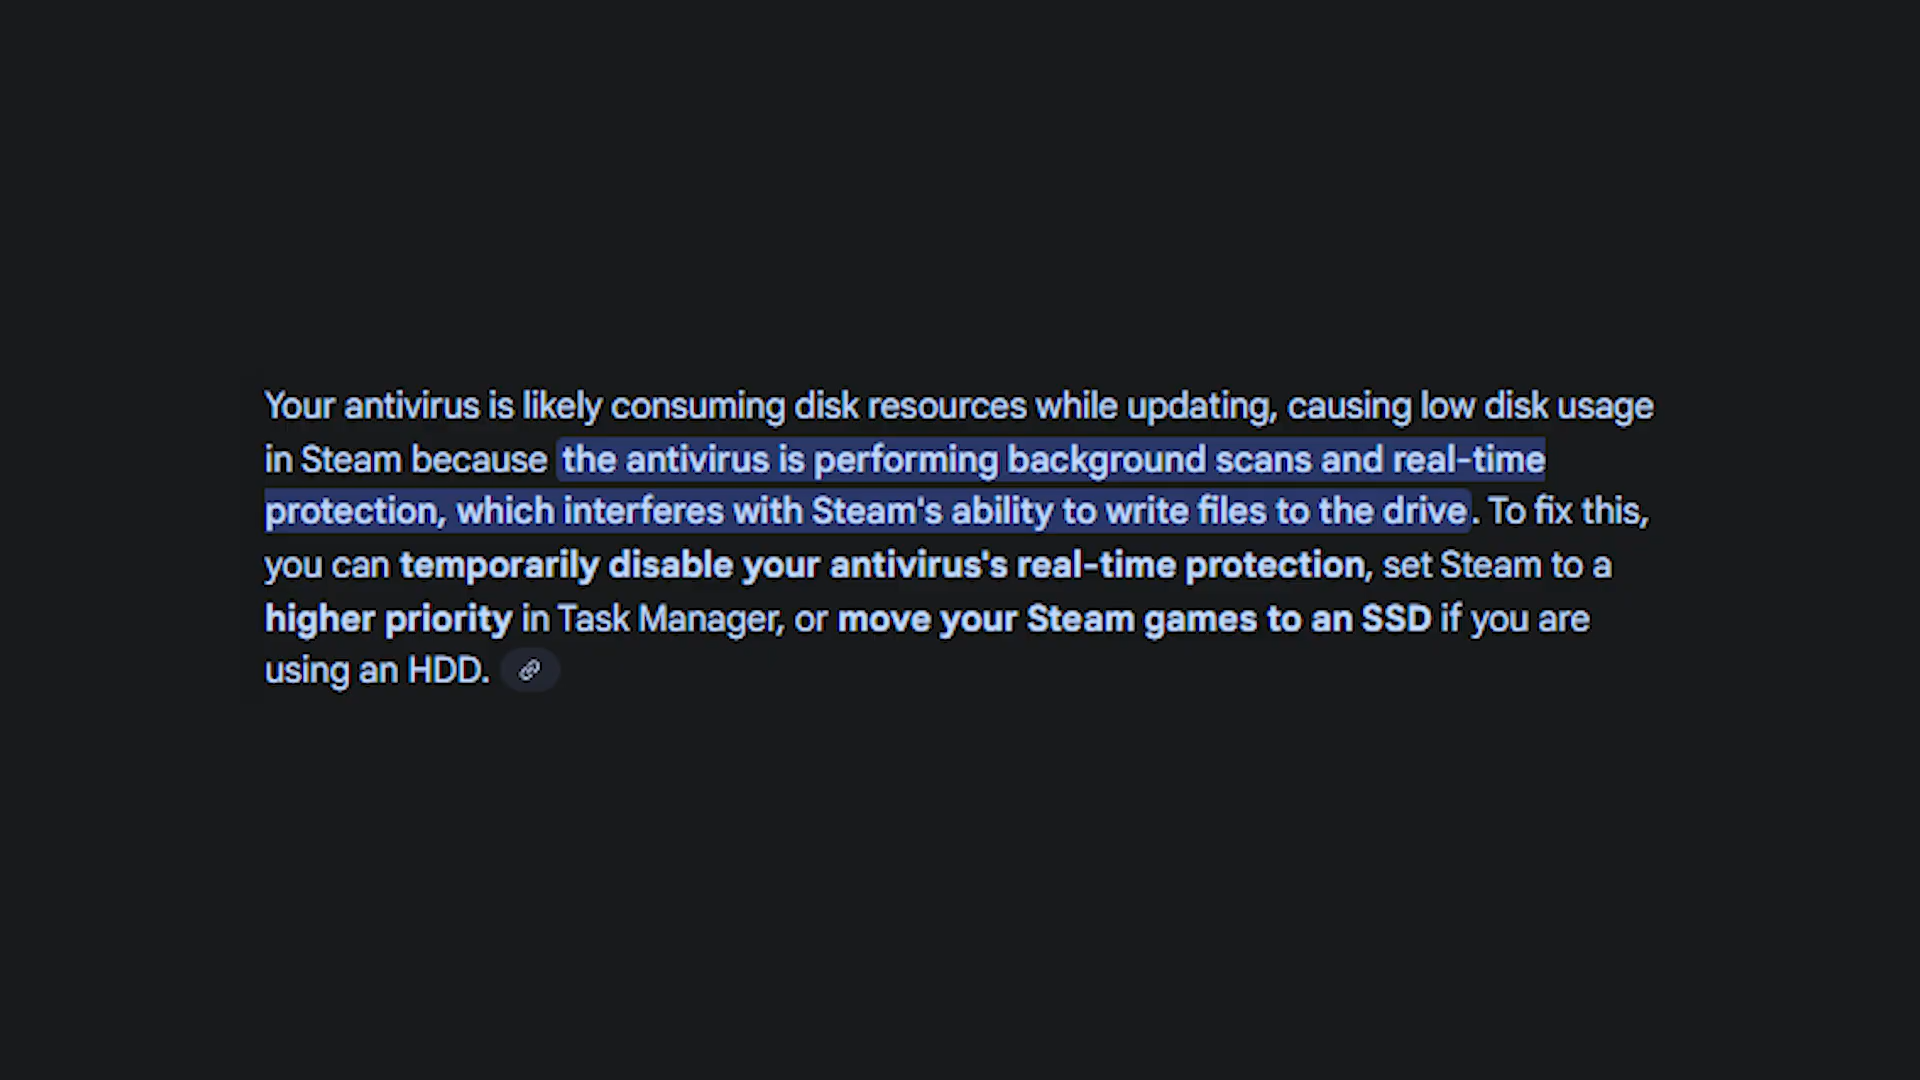 Your antivirus is likely consuming disk resources while updating, causing low disk usage
in Steam because the antivirus is performing background scans and real-time
protection, which interferes with Steam's ability to write files to the drive. To fix this,
you can temporarily disable your antivirus's real-time protection, set Steam to a
higher priority in Task Manager, or move your Steam games to an SSD if you are
using an HDD.